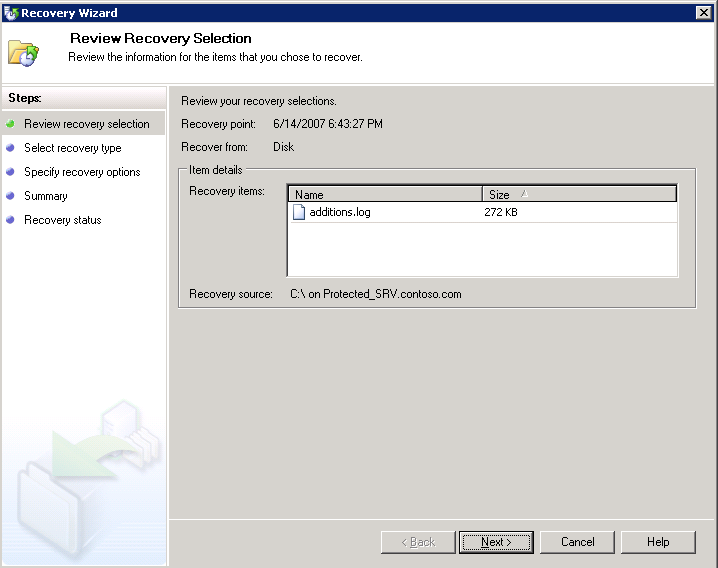 Recovery Wizard
Review Recovery Selection
Review the information for the items that you chose to recover.
Steps:
Review recovery selection
Select recovery type
Specify recovery options
Summary
Recovery status
Review your recovery selections.
Recovery point: 6/14/2007 6:43:27 PM
Recover from: Disk
Item details
Recovery items:
Name Size
additions.log 272 KB
Recovery source: C:\ on Protected_SRV.contoso.com
< Back Next > Cancel Help